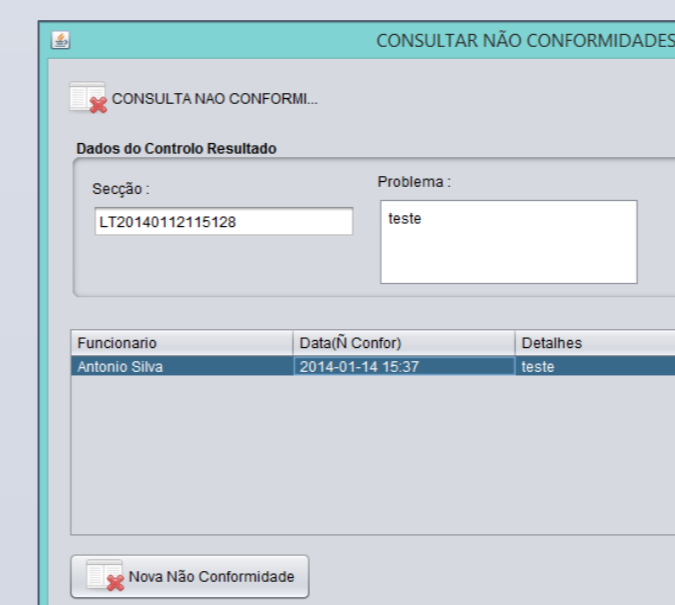 CONSULTAR NÃO CONFORMIDADES
CONSULTA NAO CONFORMI...
Dados do Controlo Resultado
Secção :
Problema :
LT20140112115128
teste
Funcionario Data(Ñ Confor) Detalhes
Antonio Silva 2014-01-14 15:37 teste
Nova Não Conformidade